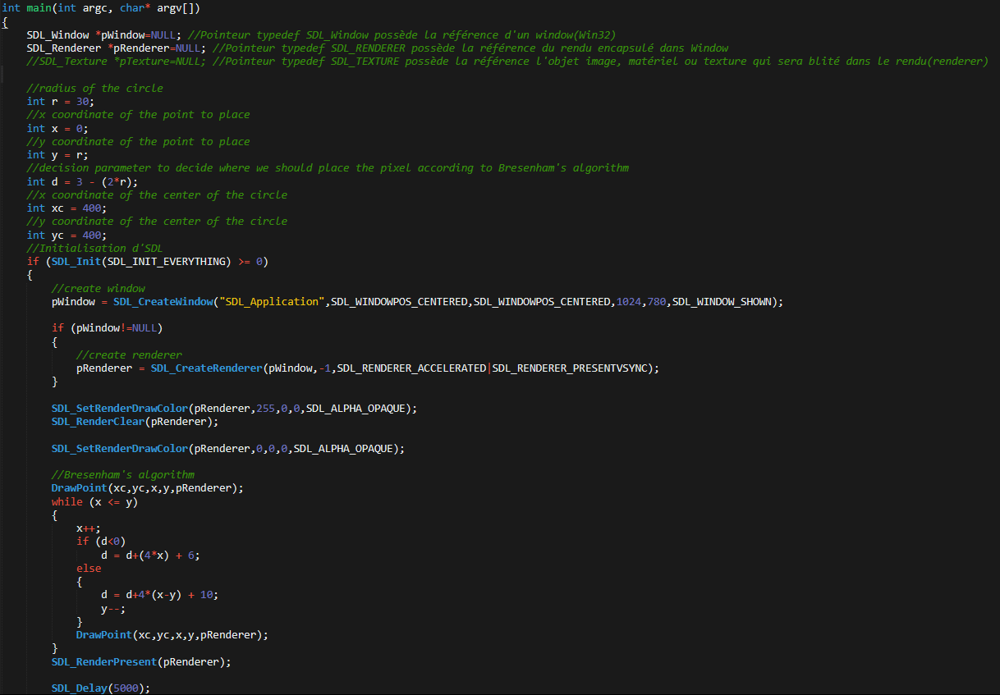 int main(int argc, char* argv[])
{
    SDL_Window *pWindow=NULL; //Pointeur typedef SDL_Window possède la référence d'un window(Win32)
    SDL_Renderer *pRenderer=NULL; //Pointeur typedef SDL_RENDERER possède la référence du rendu encapsulé dans Window
    //SDL_Texture *pTexture=NULL; //Pointeur typedef SDL_TEXTURE possède la référence l'objet image, matériel ou texture qui sera blité dans le rendu(renderer)

    //radius of the circle
    int r = 30;
    //x coordinate of the point to place
    int x = 0;
    //y coordinate of the point to place
    int y = r;
    //decision parameter to decide where we should place the pixel according to Bresenham's algorithm
    int d = 3 - (2*r);
    //x coordinate of the center of the circle
    int xc = 400;
    //y coordinate of the center of the circle
    int yc = 400;
    //Initialisation d'SDL
    if (SDL_Init(SDL_INIT_EVERYTHING) >= 0)
    {
        //create window
        pWindow = SDL_CreateWindow("SDL_Application",SDL_WINDOWPOS_CENTERED,SDL_WINDOWPOS_CENTERED,1024,780,SDL_WINDOW_SHOWN);

        if (pWindow!=NULL)
        {
            //create renderer
            pRenderer = SDL_CreateRenderer(pWindow,-1,SDL_RENDERER_ACCELERATED|SDL_RENDERER_PRESENTVSYNC);
        }

        SDL_SetRenderDrawColor(pRenderer,255,0,0,SDL_ALPHA_OPAQUE);
        SDL_RenderClear(pRenderer);

        SDL_SetRenderDrawColor(pRenderer,0,0,0,SDL_ALPHA_OPAQUE);

        //Bresenham's algorithm
        DrawPoint(xc,yc,x,y,pRenderer);
        while (x <= y)
        {
            x++;
            if (d<0)
                d = d+(4*x) + 6;
            else
            {
                d = d+4*(x-y) + 10;
                y--;
            }
            DrawPoint(xc,yc,x,y,pRenderer);
        }
        SDL_RenderPresent(pRenderer);

        SDL_Delay(5000);